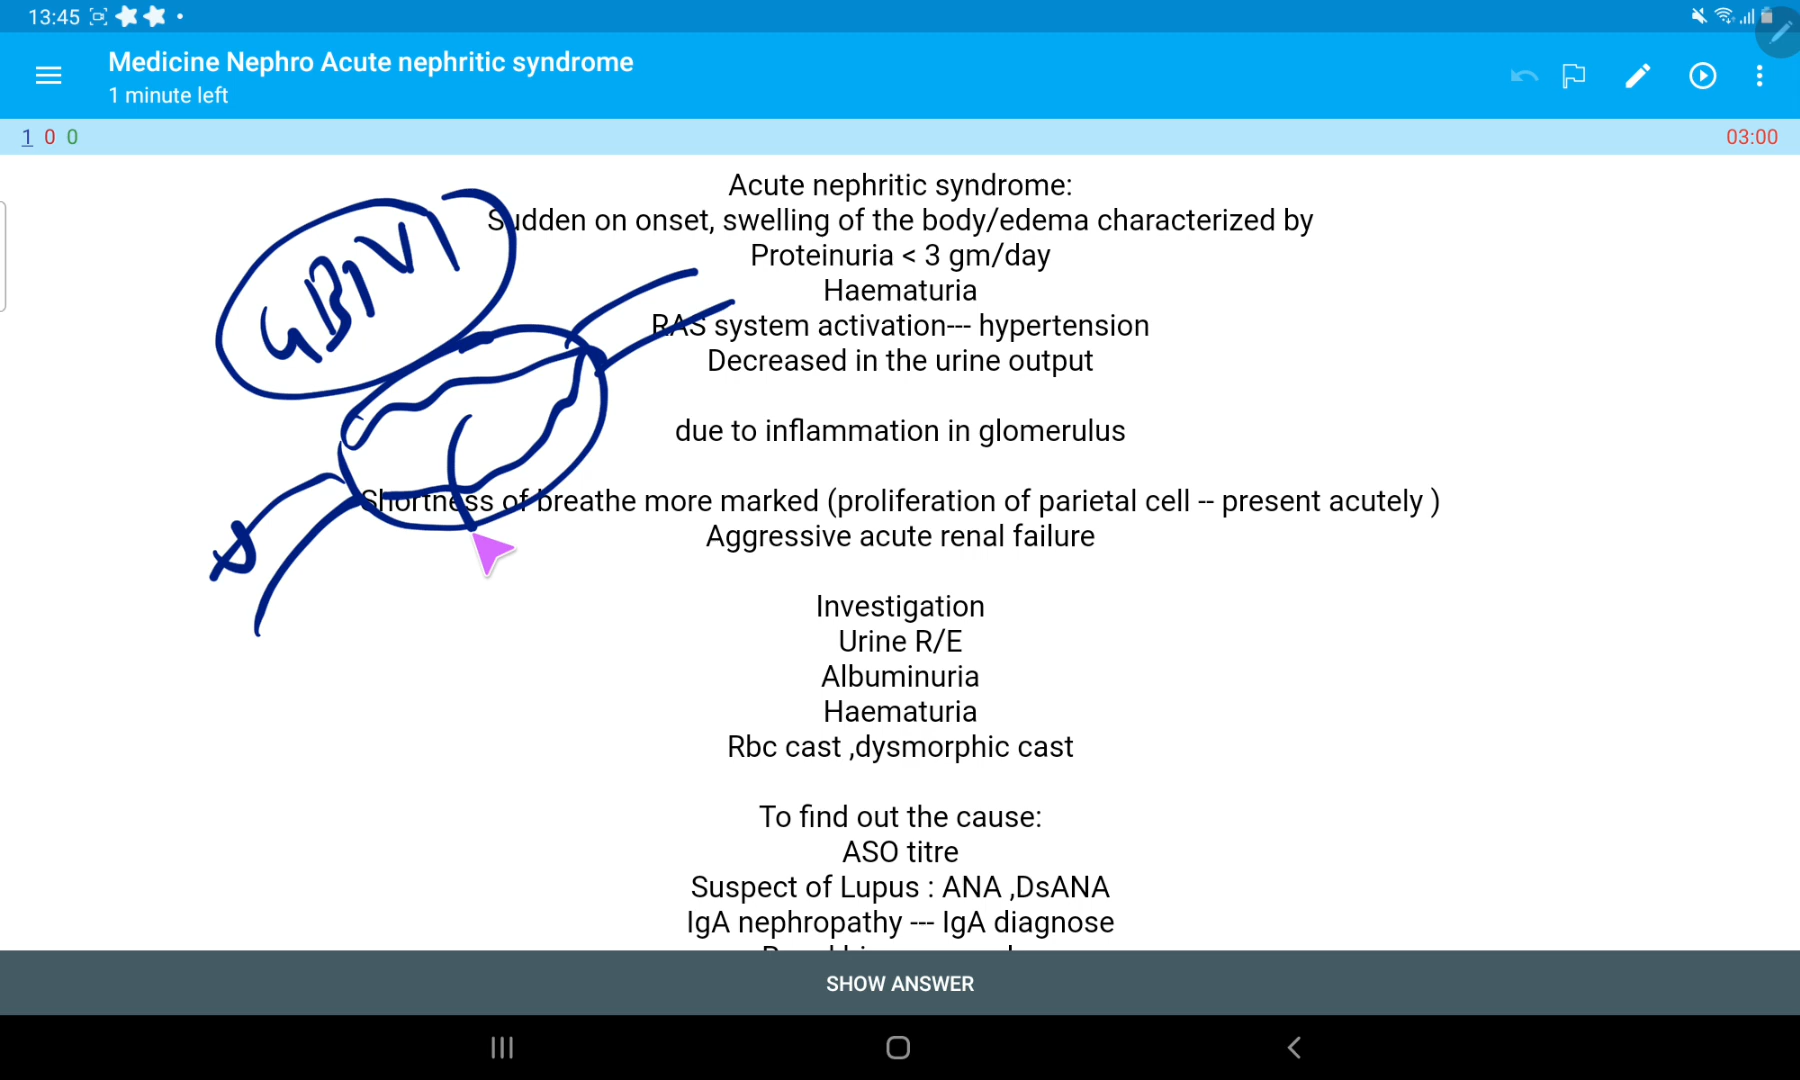 13:45
Medicine Nephro Acute nephritic syndrome
1 minute left
1 0 0
03:00
Acute nephritic syndrome:
Sudden on onset, swelling of the body/edema characterized by
Proteinuria < 3 gm/day
Haematuria
RAS system activation--- hypertension
Decreased in the urine output
GBM
due to inflammation in glomerulus
Shortness of breathe more marked (proliferation of parietal cell -- present acutely )
Aggressive acute renal failure
Investigation
Urine R/E
Albuminuria
Haematuria
Rbc cast ,dysmorphic cast
To find out the cause:
ASO titre
Suspect of Lupus : ANA ,DsANA
IgA nephropathy --- IgA diagnose
SHOW ANSWER